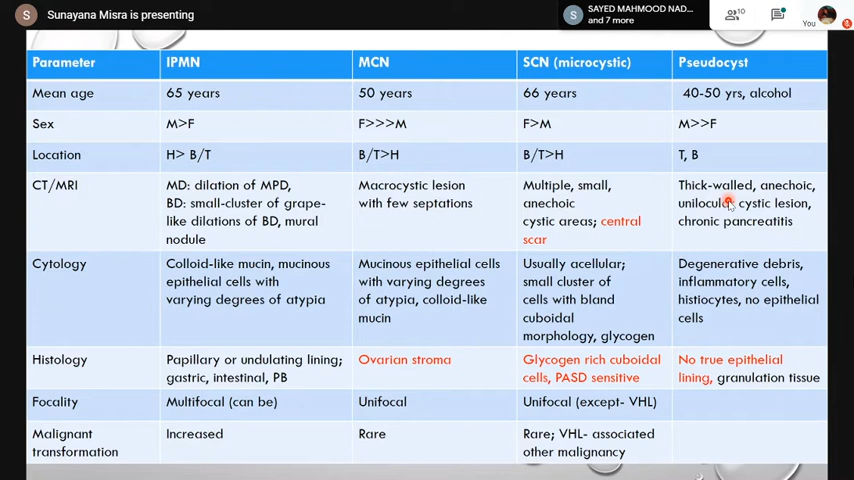 S Sunayana Misra is presenting
S SAYED MAHMOOD NAD...
and 7 more
10
You
Parameter IPMN MCN SCN (microcystic) Pseudocyst
Mean age 65 years 50 years 66 years 40-50 yrs, alcohol
Sex M>F F>>>M F>M M>>F
Location H> B/T B/T>H B/T>H T, B
CT/MRI MD: dilation of MPD, Macrocystic lesion Multiple, small, Thick-walled, anechoic,
BD: small-cluster of grape- with few septations anechoic unilocular cystic lesion,
like dilations of BD, mural cystic areas; central chronic pancreatitis
nodule scar
Cytology Colloid-like mucin, mucinous Mucinous epithelial cells Usually acellular; Degenerative debris,
epithelial cells with with varying degrees small cluster of inflammatory cells,
varying degrees of atypia of atypia, colloid-like cells with bland histiocytes, no epithelial
mucin cuboidal cells
morphology, glycogen
Histology Papillary or undulating lining; Ovarian stroma Glycogen rich cuboidal No true epithelial
gastric, intestinal, PB cells, PASD sensitive lining, granulation tissue
Focality Multifocal (can be) Unifocal Unifocal (except- VHL)
Malignant Increased Rare Rare; VHL- associated
transformation other malignancy